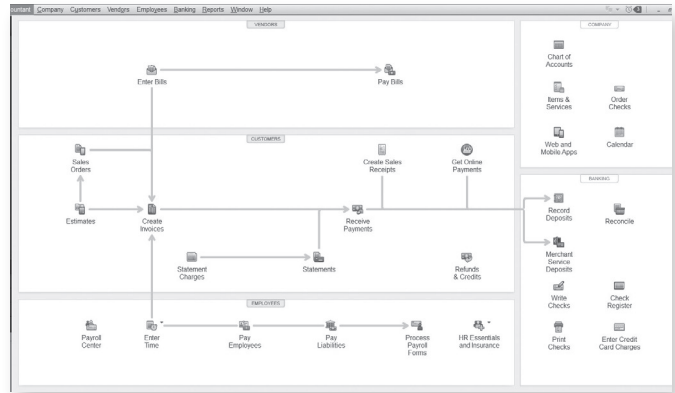 ountant Company Customers Vendors Employees Banking Reports Window Help
VENDORS
Enter Bills
Pay Bills
CUSTOMERS
Sales
Orders
Create Sales
Receipts
Get Online
Payments
Estimates
Create
Invoices
Receive
Payments
Statement
Charges
Statements
Refunds
& Credits
EMPLOYEES
Payroll
Center
Enter
Time
Pay
Employees
Pay
Liabilities
Process
Payroll
Forms
HR Essentials
and Insurance
COMPANY
Chart of
Accounts
Items &
Services
Order
Checks
Web and
Mobile Apps
Calendar
BANKING
Record
Deposits
Reconcile
Merchant
Service
Deposits
Write
Checks
Check
Register
Print
Checks
Enter Credit
Card Charges